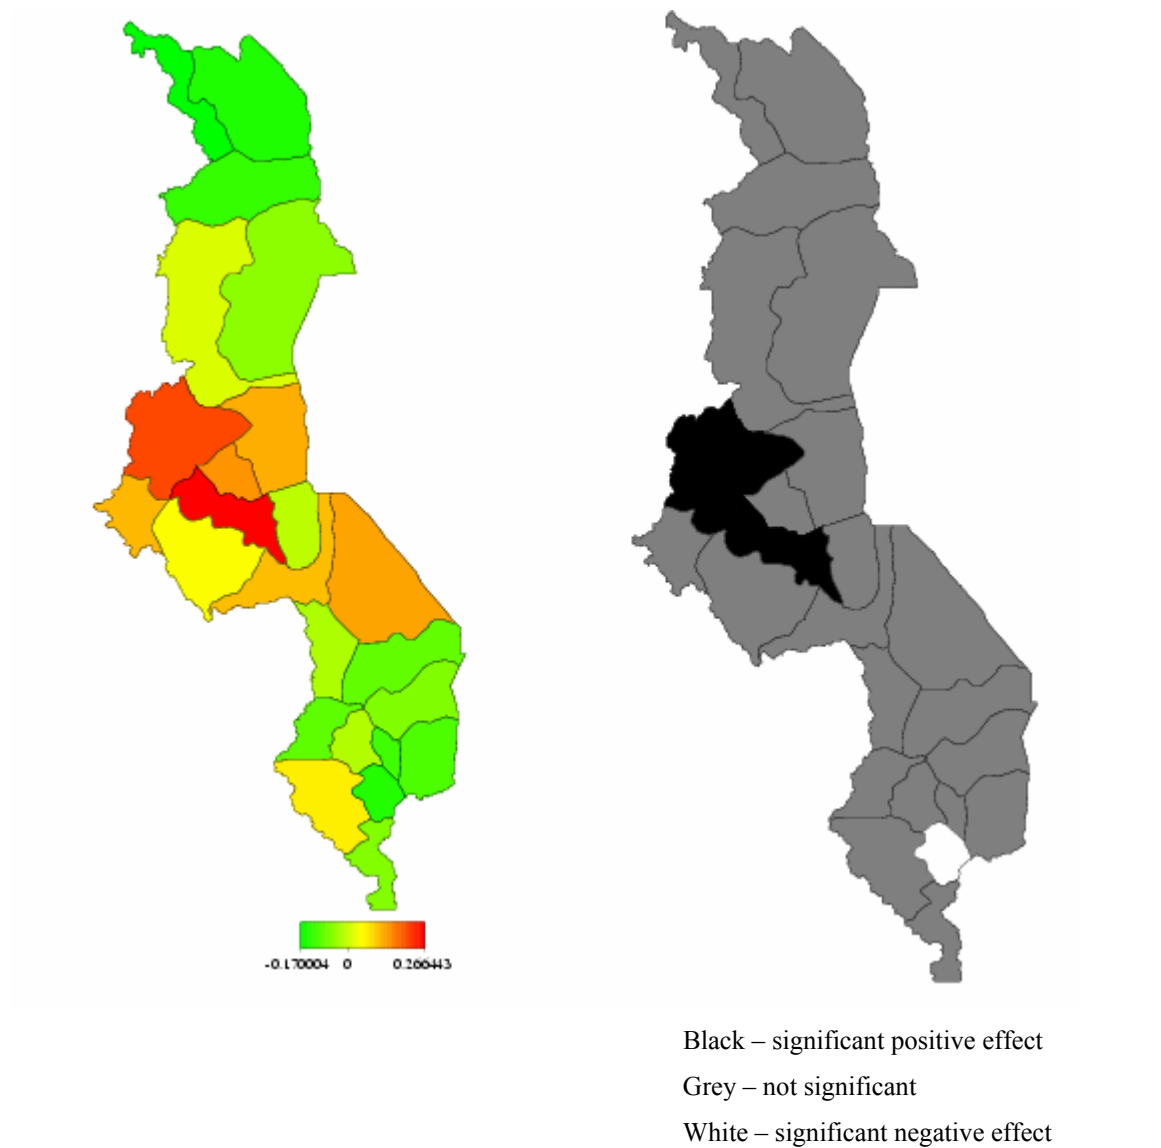 -0.170004 0 0.266443
Black – significant positive effect
Grey – not significant
White – significant negative effect